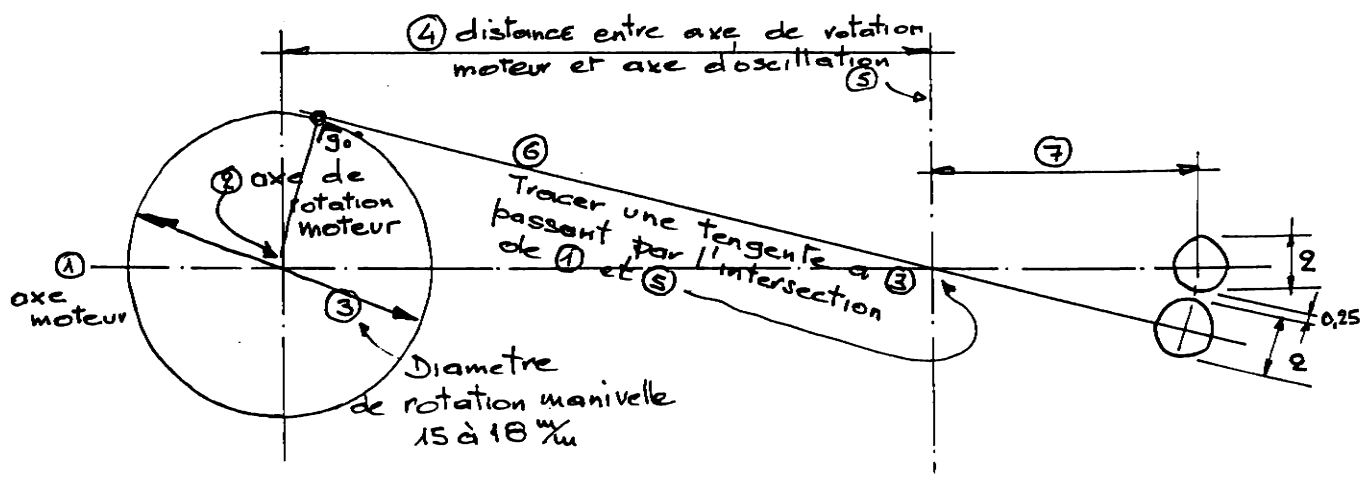 ④ distance entre axe de rotation
moteur et axe d'oscillation
⑤
⑦
90°
⑥
② axe de
rotation
moteur
Tracer une tengente a ③
passant par l'intersection
de ① et ⑤
① 
axe
moteur
③
2
0,25
2
Diametre
de rotation manivelle
15 à 18 m/m